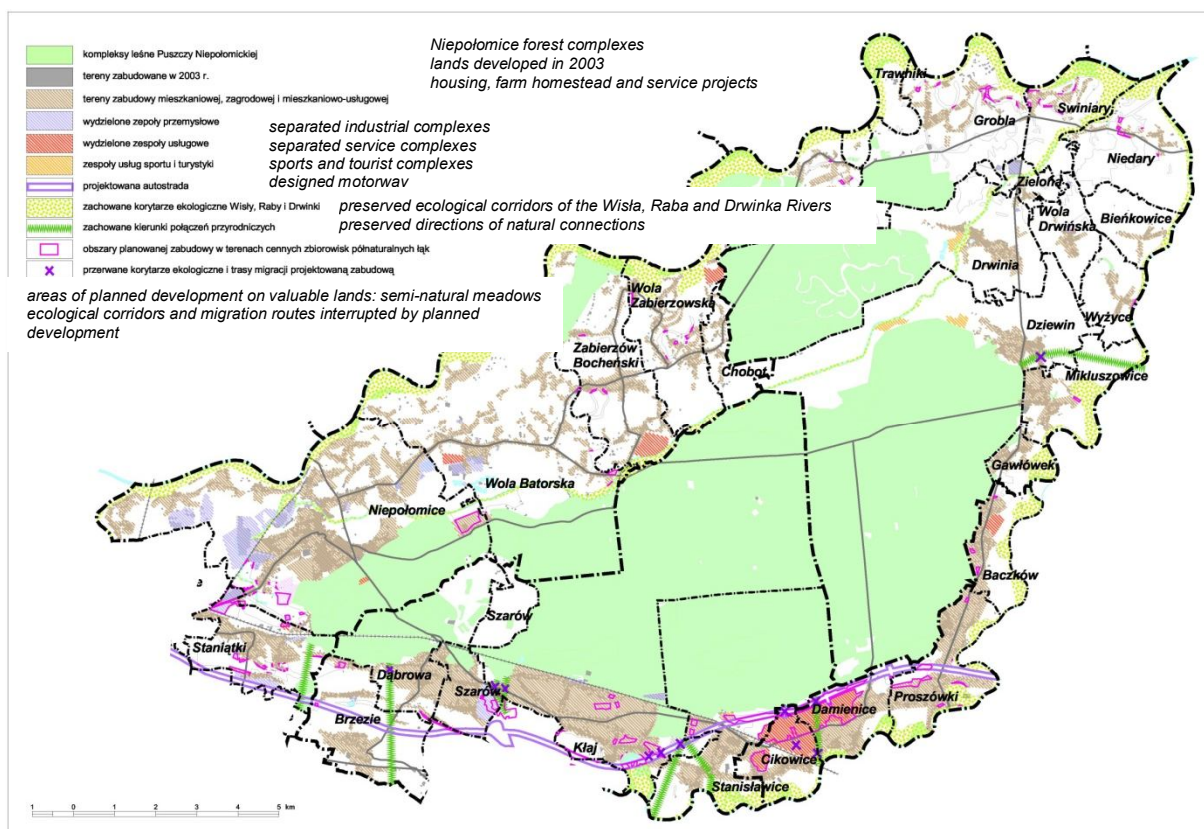 kompleksy leśne Puszczy Niepołomickiej
tereny zabudowane w 2003 r.
tereny zabudowy mieszkaniowej, zagrodowej i mieszkaniowo-usługowej
wydzielone zepoły przemysłowe
wydzielone zespoły usługowe
zespoły usług sportu i turystyki
projektowana autostrada
zachowane korytarze ekologiczne Wisły, Raby i Drwinki
zachowane kierunki połączeń przyrodniczych
obszary planowanej zabudowy w terenach cennych zbiorowisk półnaturalnych łąk
przerwane korytarze ekologiczne i trasy migracji projektowaną zabudową
Niepołomice forest complexes
lands developed in 2003
housing, farm homestead and service projects
separated industrial complexes
separated service complexes
sports and tourist complexes
designed motorway
preserved ecological corridors of the Wisła, Raba and Drwinka Rivers
preserved directions of natural connections
areas of planned development on valuable lands: semi-natural meadows
ecological corridors and migration routes interrupted by planned
development
Trawniki
Grobla
Świniary
Niedary
Zielona
Wola
Drwińska
Bieńkowice
Drwinia
Wyżyce
Dziewin
Mikluszowice
Wola
Zabierzowska
Zabierzów
Bocheński
Chobot
Gawłówek
Wola Batorska
Niepołomice
Baczków
Szarów
Staniątki
Dąbrowa
Szarów
Brzezie
Kłaj
Proszówki
Damienice
Cikowice
Stanisławice
1 0 1 2 3 4 5 km